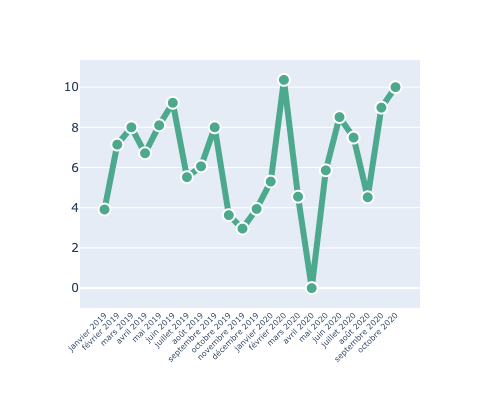 10
8
6
4
2
0
janvier 2019
février 2019
mars 2019
avril 2019
mai 2019
juin 2019
juillet 2019
août 2019
septembre 2019
octobre 2019
novembre 2019
décembre 2019
janvier 2020
février 2020
mars 2020
avril 2020
mai 2020
juin 2020
juillet 2020
août 2020
septembre 2020
octobre 2020